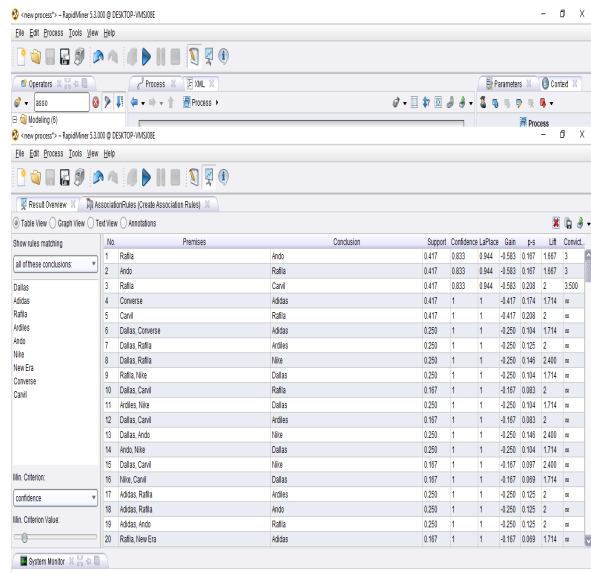 <new process*> – RapidMiner 5.3.000 @ DESKTOP-VMSI08E
File Edit Process Tools View Help
Operators Process XML Parameters Context
asso Process Process
Modeling (6)
<new process*> – RapidMiner 5.3.000 @ DESKTOP-VMSI08E
File Edit Process Tools View Help
Result Overview AssociationRules (Create Association Rules)
Table View Graph View Text View Annotations
Show rules matching
all of these conclusions:
Dallas
Adidas
Rafila
Ardiles
Ando
Nike
New Era
Converse
Carvil
Min. Criterion:
confidence
Min. Criterion Value:
No. Premises Conclusion Support Confidence LaPlace Gain p-s Lift Convict...
1 Rafila Ando 0.417 0.833 0.944 -0.583 0.167 1.667 3
2 Ando Rafila 0.417 0.833 0.944 -0.583 0.167 1.667 3
3 Rafila Carvil 0.417 0.833 0.944 -0.583 0.208 2 3.500
4 Converse Adidas 0.417 1 1 -0.417 0.174 1.714 ∞
5 Carvil Rafila 0.417 1 1 -0.417 0.208 2 ∞
6 Dallas, Converse Adidas 0.250 1 1 -0.250 0.104 1.714 ∞
7 Dallas, Rafila Ardiles 0.250 1 1 -0.250 0.125 2 ∞
8 Dallas, Rafila Nike 0.250 1 1 -0.250 0.146 2.400 ∞
9 Rafila, Nike Dallas 0.250 1 1 -0.250 0.104 1.714 ∞
10 Dallas, Carvil Rafila 0.167 1 1 -0.167 0.083 2 ∞
11 Ardiles, Nike Dallas 0.250 1 1 -0.250 0.104 1.714 ∞
12 Dallas, Carvil Ardiles 0.167 1 1 -0.167 0.083 2 ∞
13 Dallas, Ando Nike 0.250 1 1 -0.250 0.146 2.400 ∞
14 Ando, Nike Dallas 0.250 1 1 -0.250 0.104 1.714 ∞
15 Dallas, Carvil Nike 0.167 1 1 -0.167 0.097 2.400 ∞
16 Nike, Carvil Dallas 0.167 1 1 -0.167 0.069 1.714 ∞
17 Adidas, Rafila Ardiles 0.250 1 1 -0.250 0.125 2 ∞
18 Adidas, Rafila Ando 0.250 1 1 -0.250 0.125 2 ∞
19 Adidas, Ando Rafila 0.250 1 1 -0.250 0.125 2 ∞
20 Rafila, New Era Adidas 0.167 1 1 -0.167 0.069 1.714 ∞
System Monitor